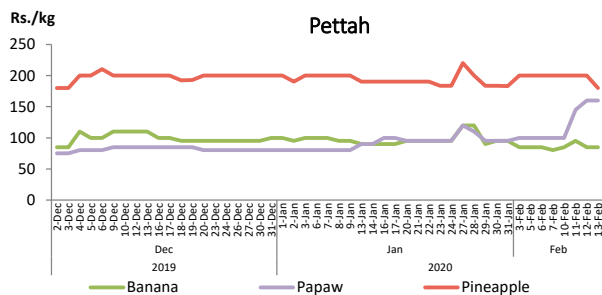 Rs./kg
Pettah
250
200
150
100
50
0
2-Dec
3-Dec
4-Dec
5-Dec
6-Dec
9-Dec
10-Dec
12-Dec
13-Dec
16-Dec
17-Dec
18-Dec
19-Dec
20-Dec
23-Dec
24-Dec
26-Dec
27-Dec
30-Dec
31-Dec
1-Jan
2-Jan
3-Jan
6-Jan
7-Jan
8-Jan
9-Jan
13-Jan
14-Jan
16-Jan
17-Jan
20-Jan
21-Jan
22-Jan
23-Jan
24-Jan
27-Jan
28-Jan
29-Jan
30-Jan
31-Jan
3-Feb
5-Feb
6-Feb
7-Feb
10-Feb
11-Feb
12-Feb
13-Feb
Dec Jan Feb
2019 2020
Banana Papaw Pineapple